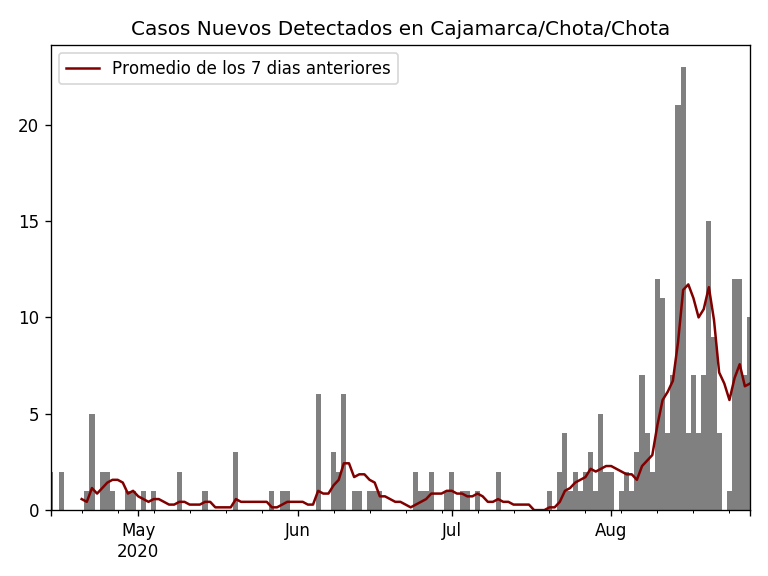 Casos Nuevos Detectados en Cajamarca/Chota/Chota
Promedio de los 7 dias anteriores
20
15
10
5
0
May
2020
Jun
Jul
Aug